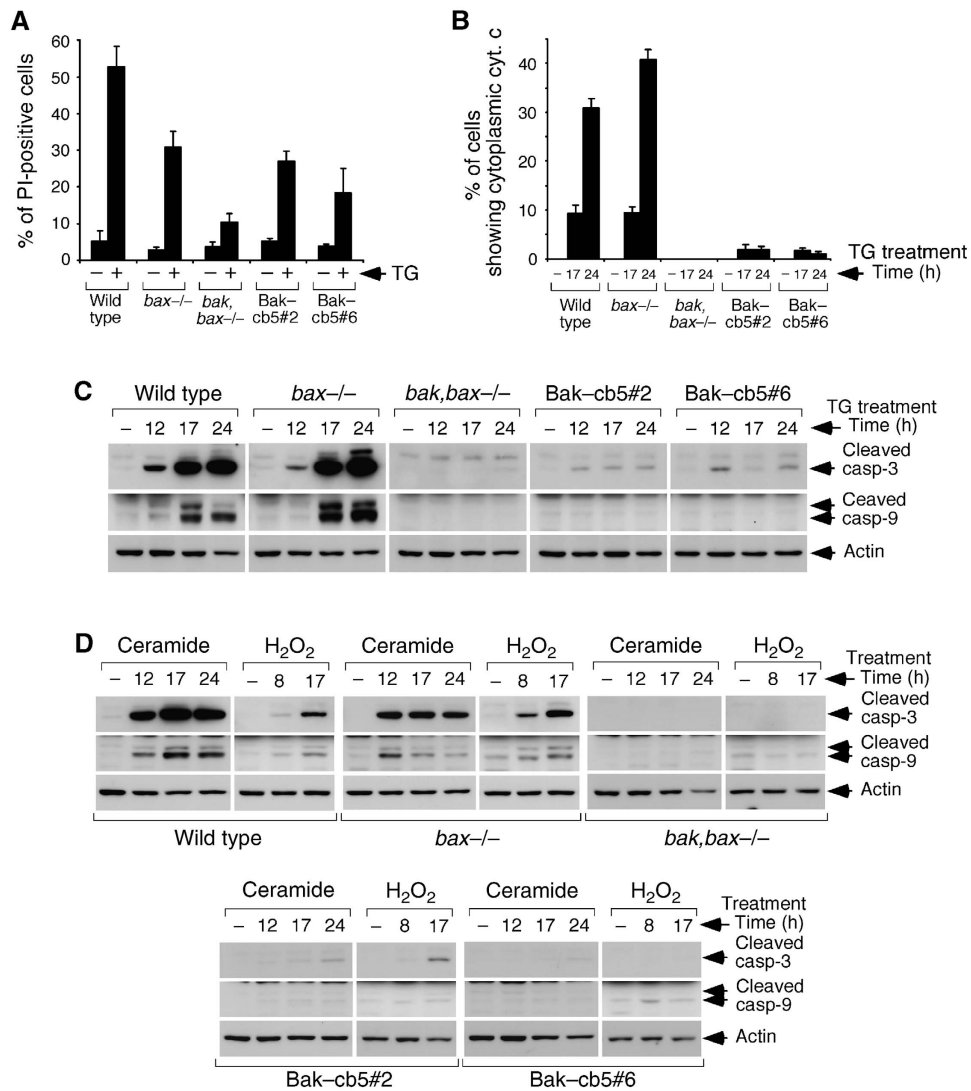 A
% of PI-positive cells
60
50
40
30
20
10
0
– + – + – + – + – + TG
Wild type
bax–/–
bak, bax–/–
Bak–cb5#2
Bak–cb5#6
B
% of cells
showing cytoplasmic cyt. c
40
30
20
10
0
TG treatment
– 17 24 – 17 24 – 17 24 – 17 24 – 17 24 Time (h)
Wild type
bax–/–
bak, bax–/–
Bak–cb5#2
Bak–cb5#6
C
Wild type bax–/– bak,bax–/– Bak–cb5#2 Bak–cb5#6
TG treatment
– 12 17 24 – 12 17 24 – 12 17 24 – 12 17 24 – 12 17 24 Time (h)
Cleaved
casp-3
Cleaved
casp-9
Actin
D
Ceramide H2O2 Ceramide H2O2 Ceramide H2O2
Treatment
– 12 17 24 – 8 17 – 12 17 24 – 8 17 – 12 17 24 – 8 17 Time (h)
Cleaved
casp-3
Cleaved
casp-9
Actin
Wild type bax–/– bak,bax–/–
Ceramide H2O2 Ceramide H2O2
Treatment
– 12 17 24 – 8 17 – 12 17 24 – 8 17 Time (h)
Cleaved
casp-3
Cleaved
casp-9
Actin
Bak–cb5#2 Bak–cb5#6